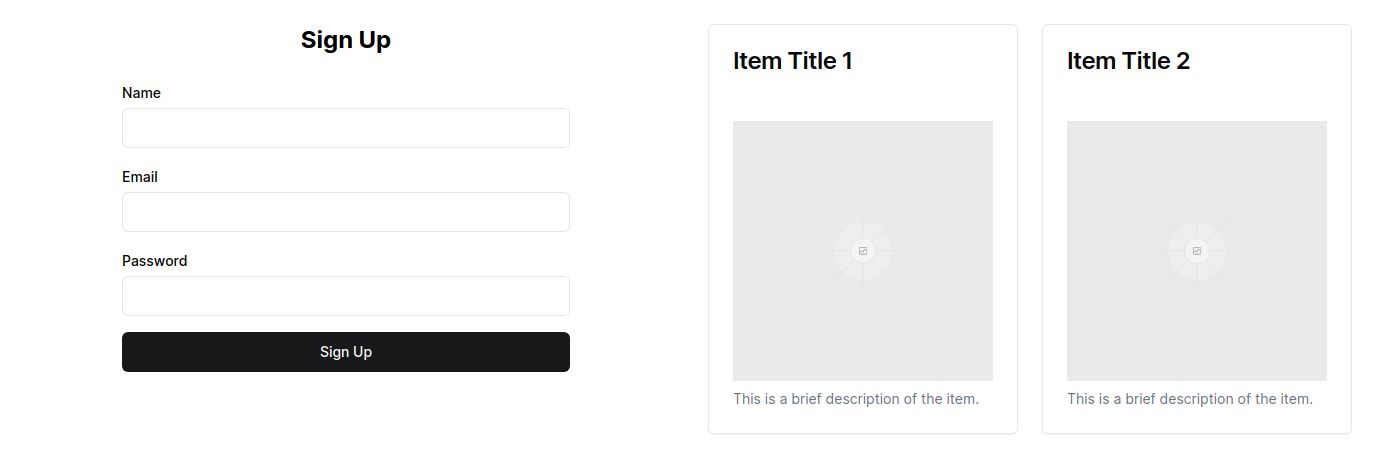 Sign Up
Name
Email
Password
Sign Up
Item Title 1
This is a brief description of the item.
Item Title 2
This is a brief description of the item.